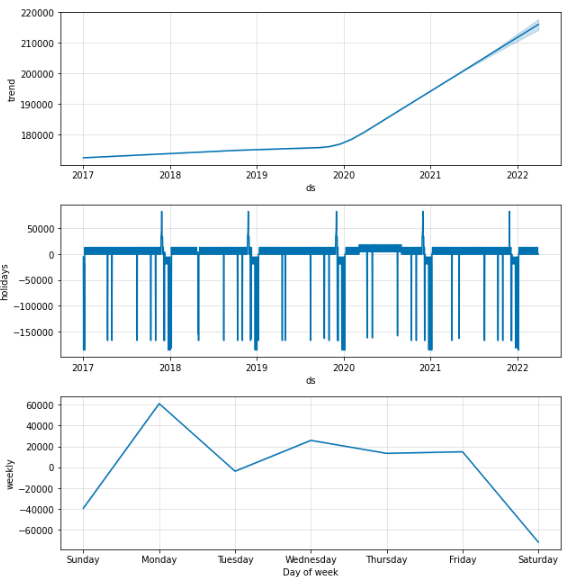 220000
210000
200000
190000
180000
trend
2017 2018 2019 2020 2021 2022
ds
50000
0
−50000
−100000
−150000
holidays
2017 2018 2019 2020 2021 2022
ds
60000
40000
20000
0
−20000
−40000
−60000
weekly
Sunday Monday Tuesday Wednesday Thursday Friday Saturday
Day of week